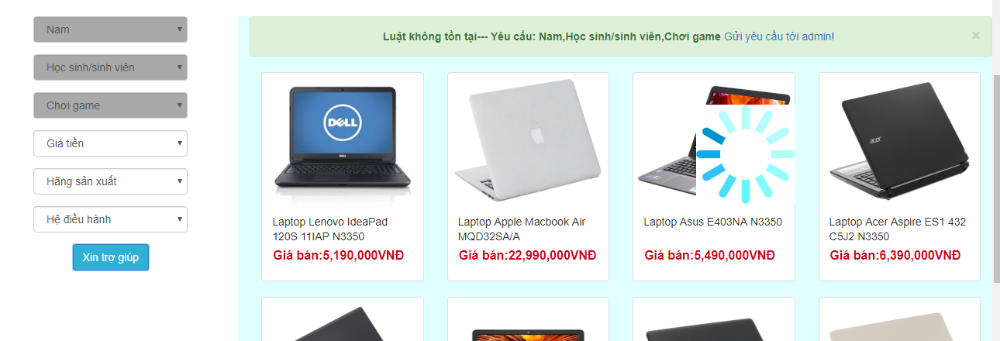 Nam
Học sinh/sinh viên
Chơi game
Giá tiền
Hãng sản xuất
Hệ điều hành
Xin trợ giúp
Luật không tồn tại--- Yêu cầu: Nam,Học sinh/sinh viên,Chơi game Gửi yêu cầu tới admin! ×
DELL
DELL
acer
Laptop Lenovo IdeaPad
120S 11IAP N3350
Giá bán:5,190,000VNĐ
Laptop Apple Macbook Air
MQD32SA/A
Giá bán:22,990,000VNĐ
Laptop Asus E403NA N3350
Giá bán:5,490,000VNĐ
Laptop Acer Aspire ES1 432
C5J2 N3350
Giá bán:6,390,000VNĐ